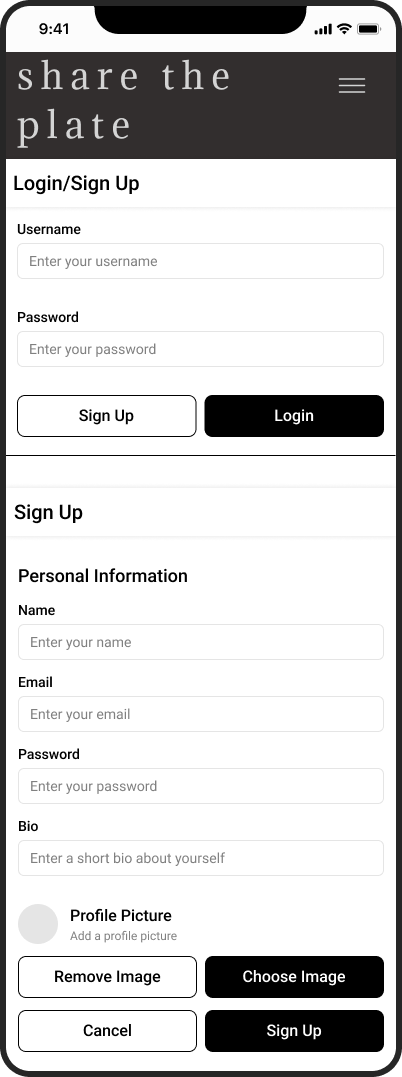 9:41
share the
plate
Login/Sign Up
Username
Enter your username
Password
Enter your password
Sign Up Login
Sign Up
Personal Information
Name
Enter your name
Email
Enter your email
Password
Enter your password
Bio
Enter a short bio about yourself
Profile Picture
Add a profile picture
Remove Image Choose Image
Cancel Sign Up